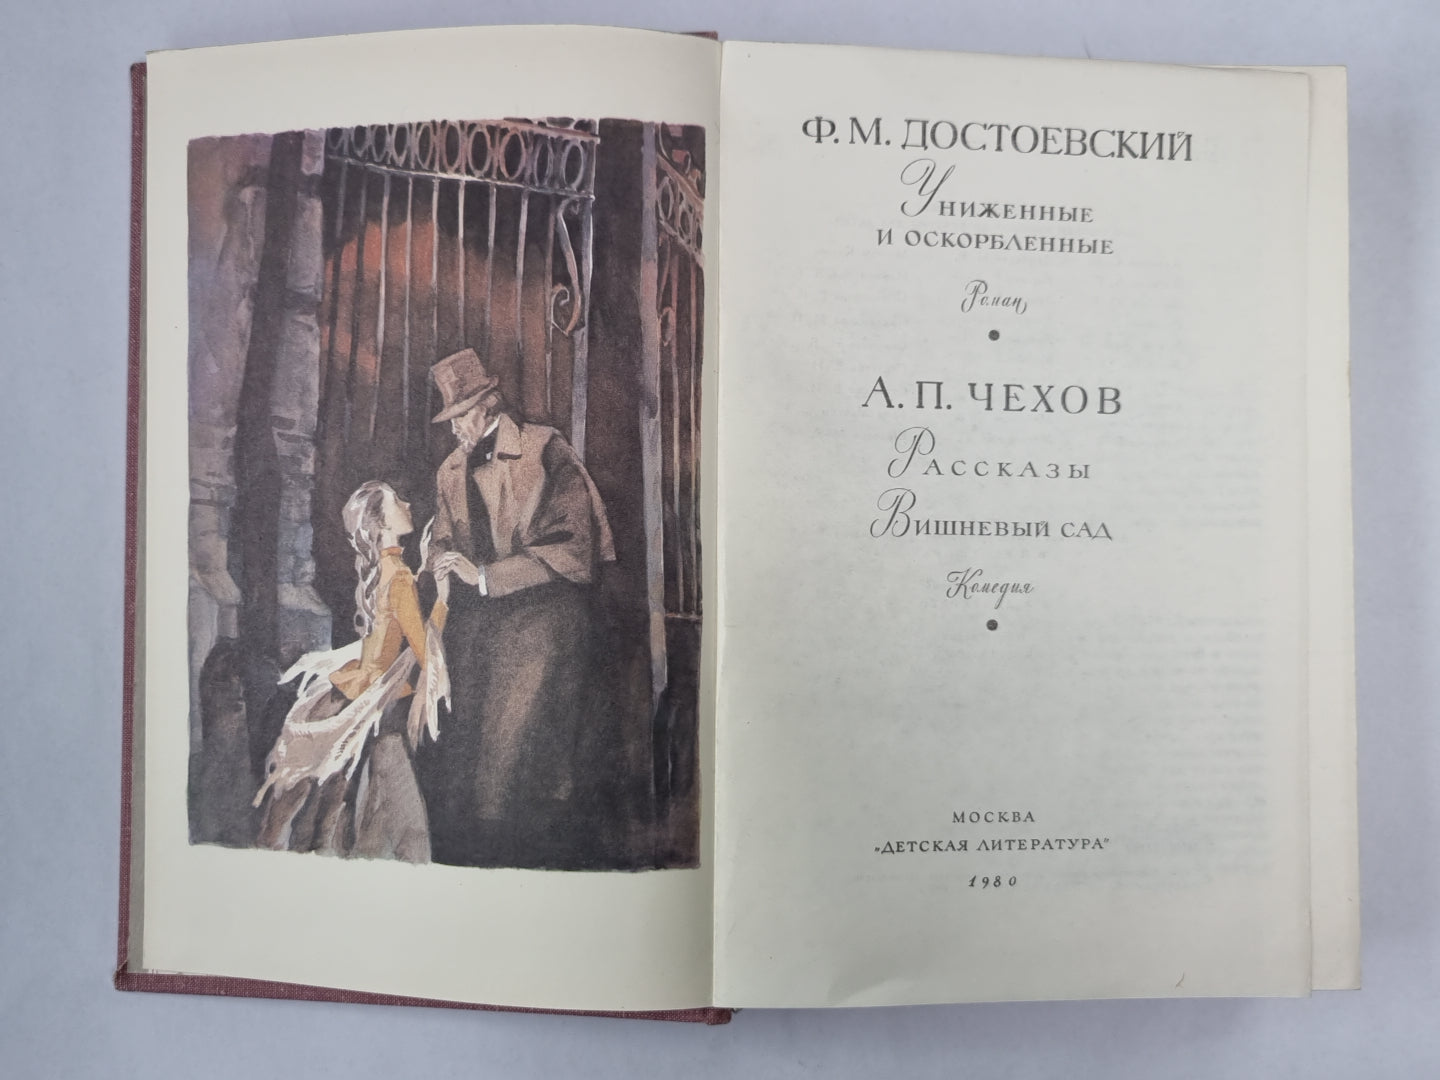 Ф. М. ДОСТОЕВСКИЙ
УНИЖЕННЫЕ
И ОСКОРБЛЕННЫЕ
Роман
А. П. ЧЕХОВ
РАССКАЗЫ
ВИШНЕВЫЙ САД
Комедия
МОСКВА
„ДЕТСКАЯ ЛИТЕРАТУРА"
1980